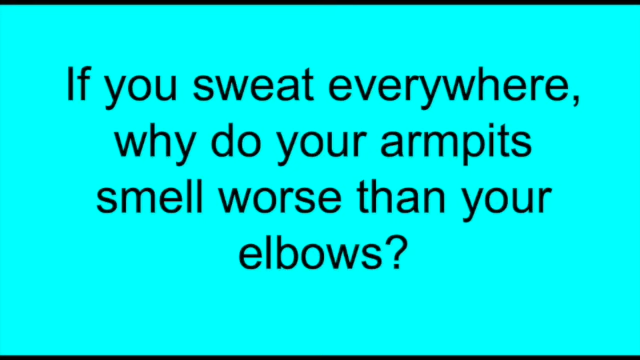 If you sweat everywhere,
why do your armpits
smell worse than your
elbows?